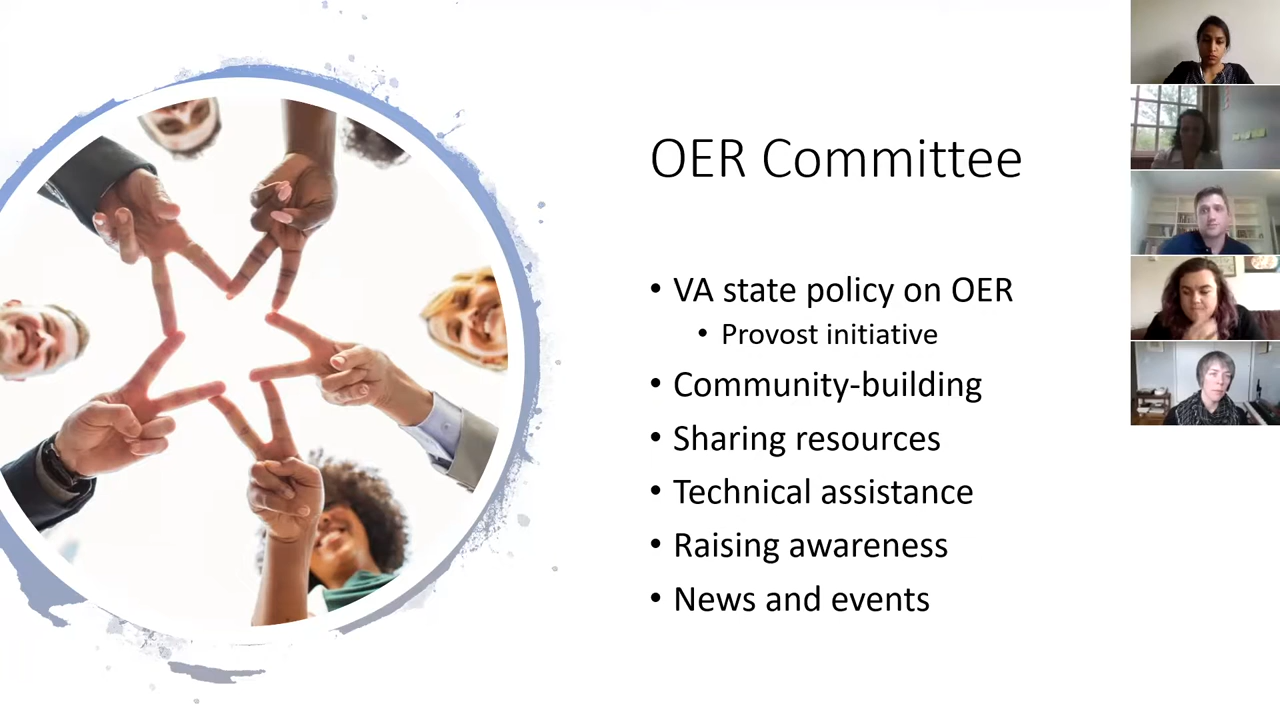 OER Committee
• VA state policy on OER
• Provost initiative
• Community-building
• Sharing resources
• Technical assistance
• Raising awareness
• News and events